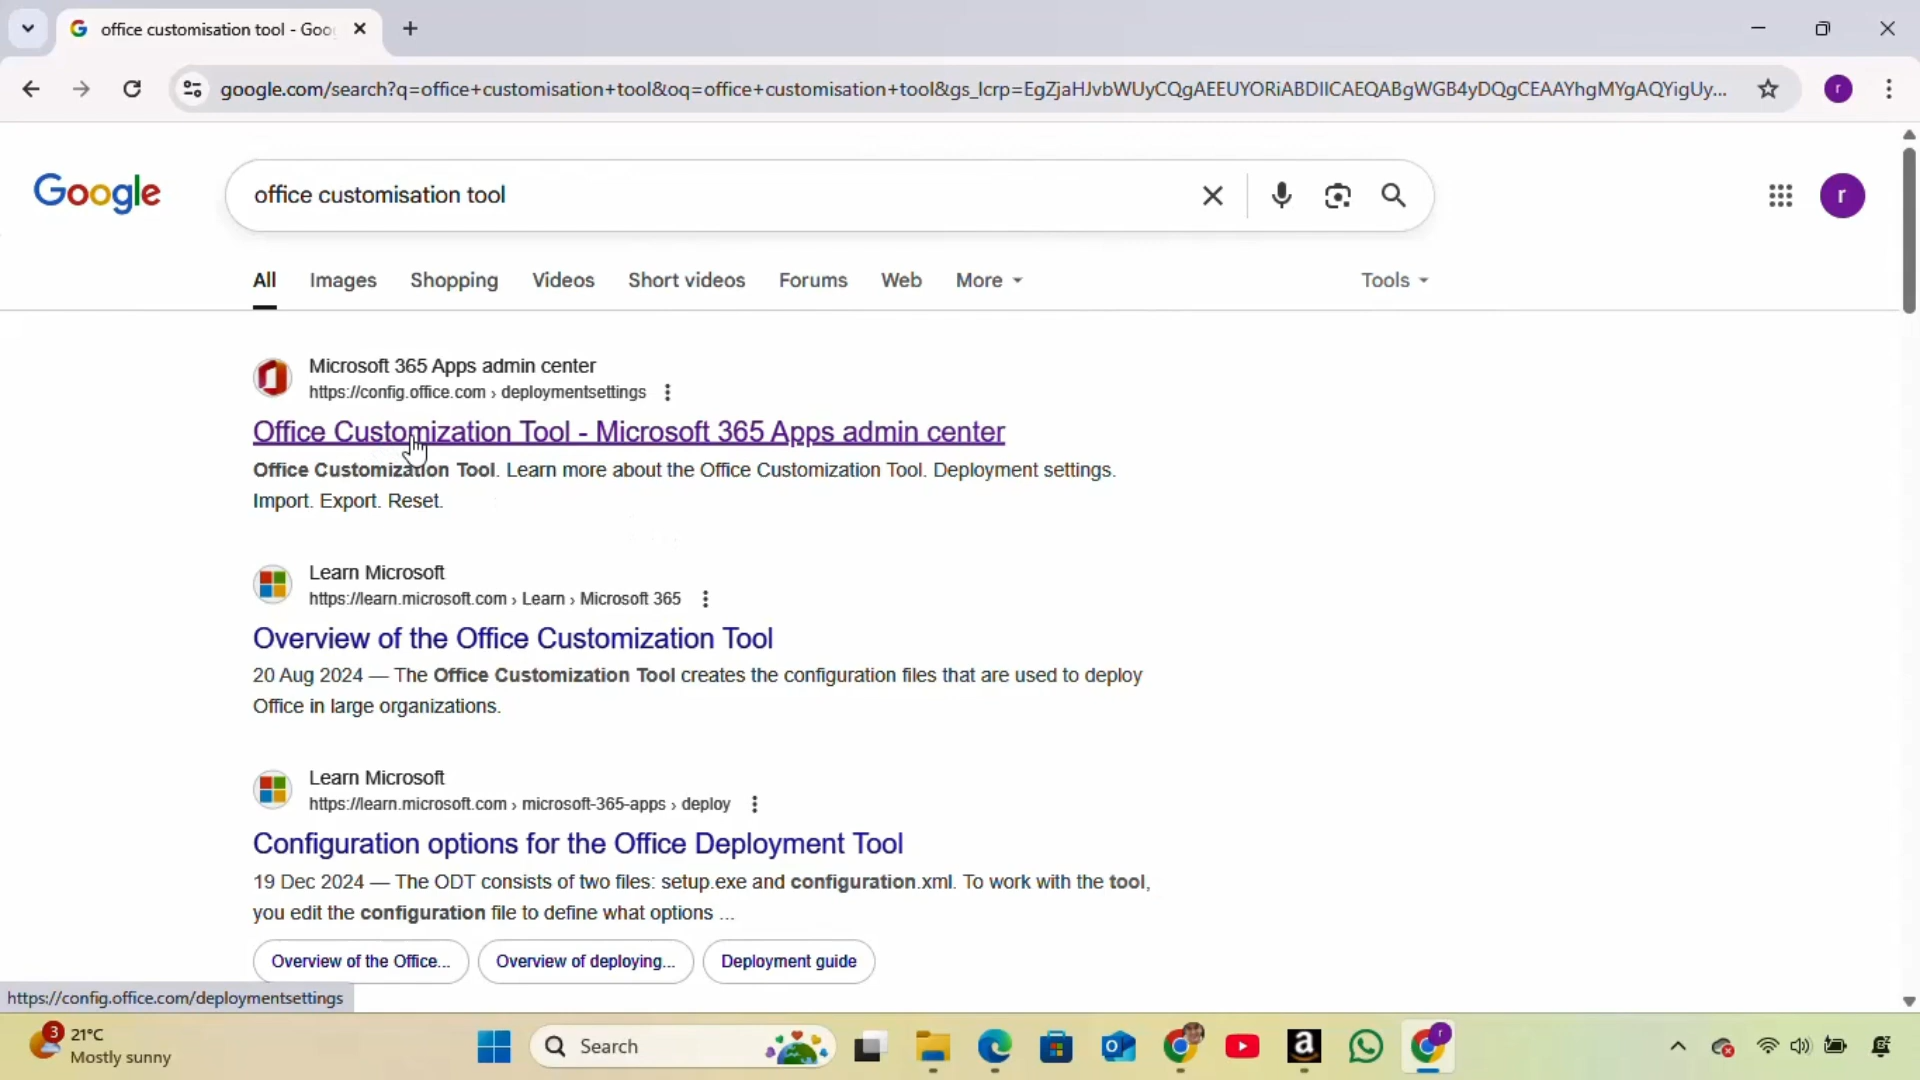 office customisation tool - Goo
google.com/search?q=office+customisation+tool&oq=office+customisation+tool&gs_lcrp=EgZjaHJvbWUyCQgAEEUYORiABDIICAEQABgWGB4yDQgCEAAYhgMYgAQYigUy...
r
Google
office customisation tool
r
All Images Shopping Videos Short videos Forums Web More Tools
Microsoft 365 Apps admin center
https://config.office.com › deploymentsettings
Office Customization Tool - Microsoft 365 Apps admin center
Office Customization Tool. Learn more about the Office Customization Tool. Deployment settings.
Import. Export. Reset.
Learn Microsoft
https://learn.microsoft.com › Learn › Microsoft 365
Overview of the Office Customization Tool
20 Aug 2024 — The Office Customization Tool creates the configuration files that are used to deploy
Office in large organizations.
Learn Microsoft
https://learn.microsoft.com › microsoft-365-apps › deploy
Configuration options for the Office Deployment Tool
19 Dec 2024 — The ODT consists of two files: setup.exe and configuration.xml. To work with the tool,
you edit the configuration file to define what options ...
Overview of the Office... Overview of deploying... Deployment guide
https://config.office.com/deploymentsettings
3
21°C
Mostly sunny
Search